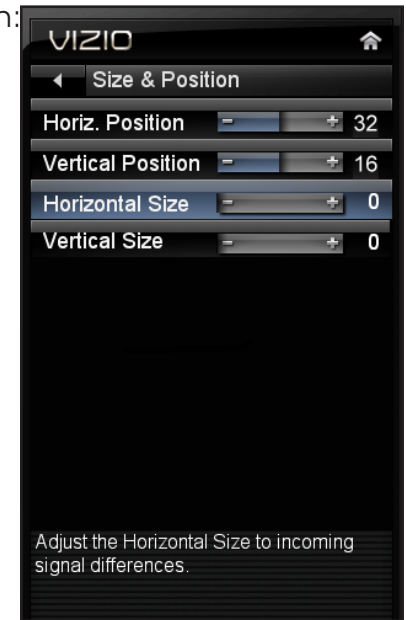 n:
VIZIO
Size & Position
Horiz. Position - + 32
Vertical Position - + 16
Horizontal Size - + 0
Vertical Size - + 0
Adjust the Horizontal Size to incoming
signal differences.